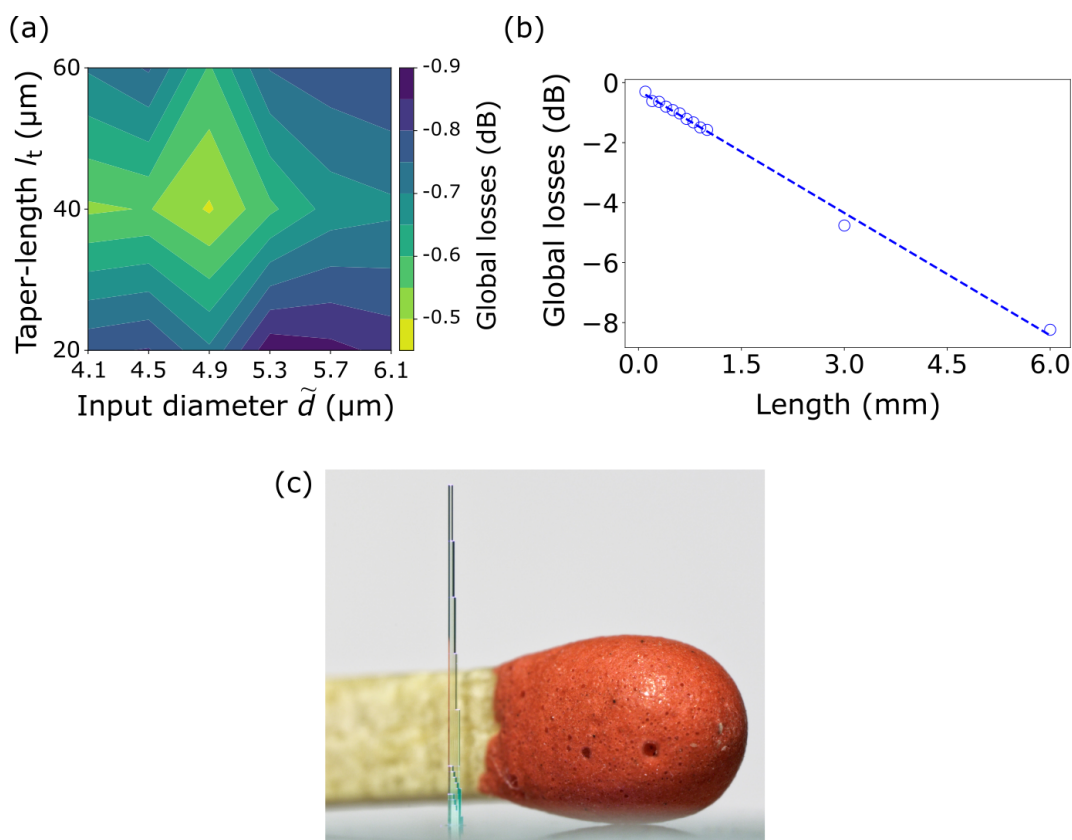 (a)
60
40
20
4.1 4.5 4.9 5.3 5.7 6.1
Taper-length lₜ (μm)
Input diameter d̃ (μm)
-0.9
-0.8
-0.7
-0.6
-0.5
Global losses (dB)
(b)
0
−2
−4
−6
−8
0.0 1.5 3.0 4.5 6.0
Global losses (dB)
Length (mm)
(c)